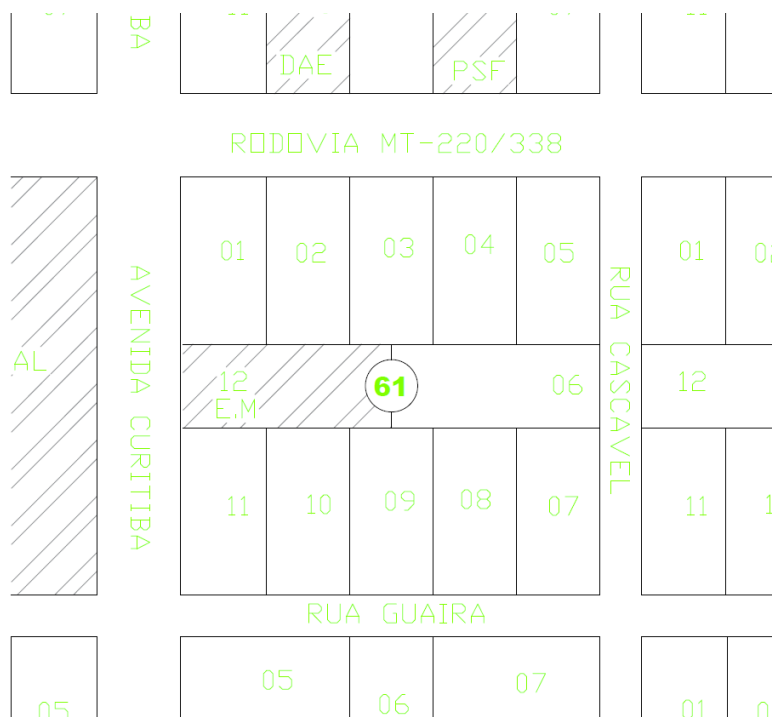 DAE
PSF
RODOVIA MT-220/338
01
02
03
04
05
RUA CASCAVEL
01
AVENIDA CURITIBA
AL
12
E.M
61
06
12
11
10
09
08
07
11
RUA GUAIRA
05
06
07
05
01
BA